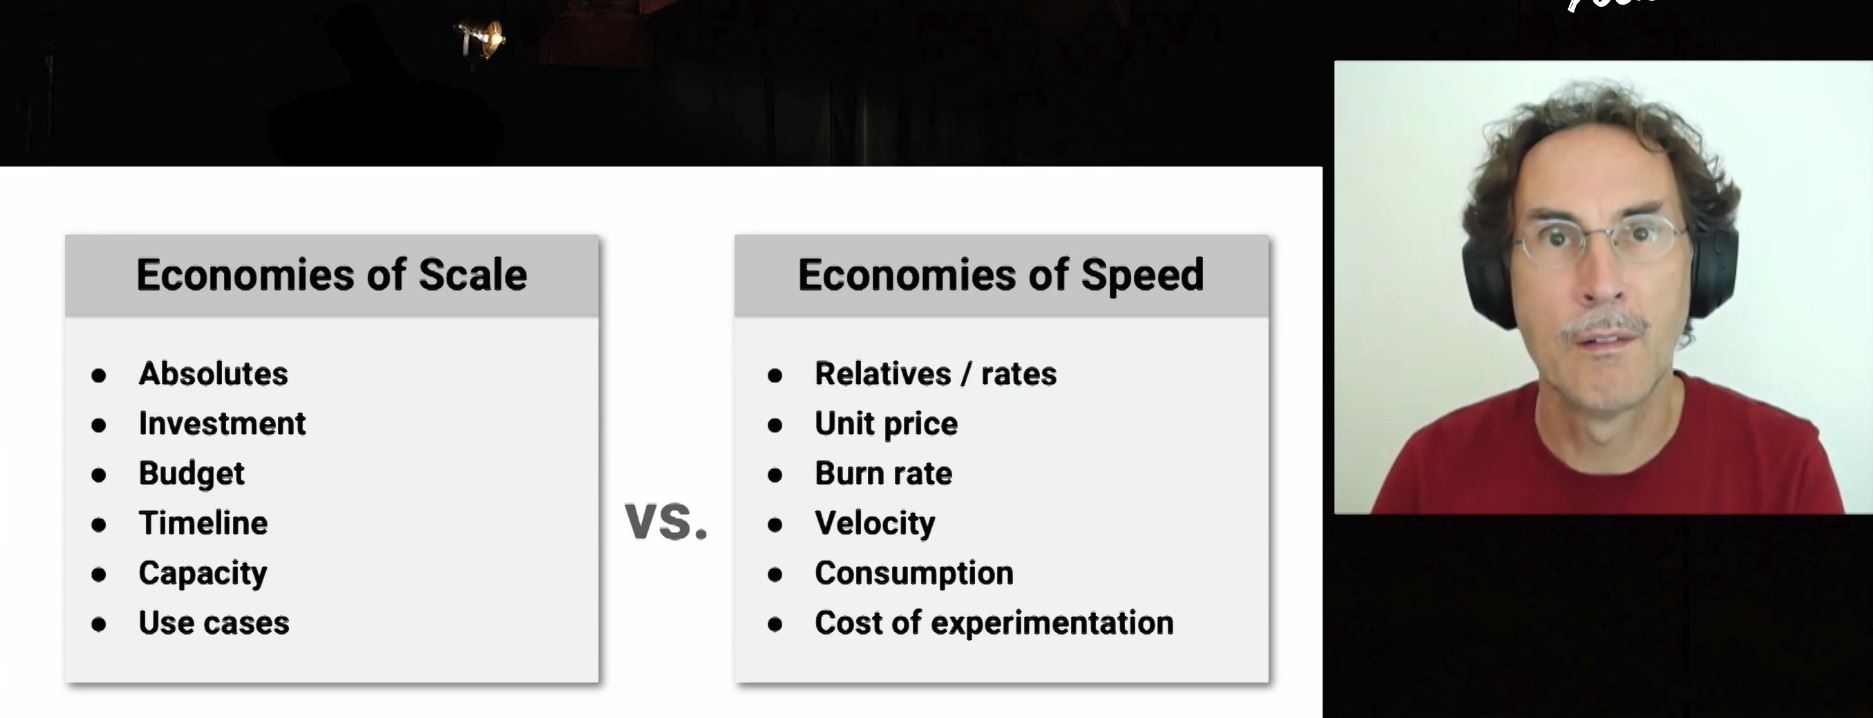 Economies of Scale
Absolutes
Investment
Budget
Timeline
Capacity
Use cases
vs.
Economies of Speed
Relatives / rates
Unit price
Burn rate
Velocity
Consumption
Cost of experimentation